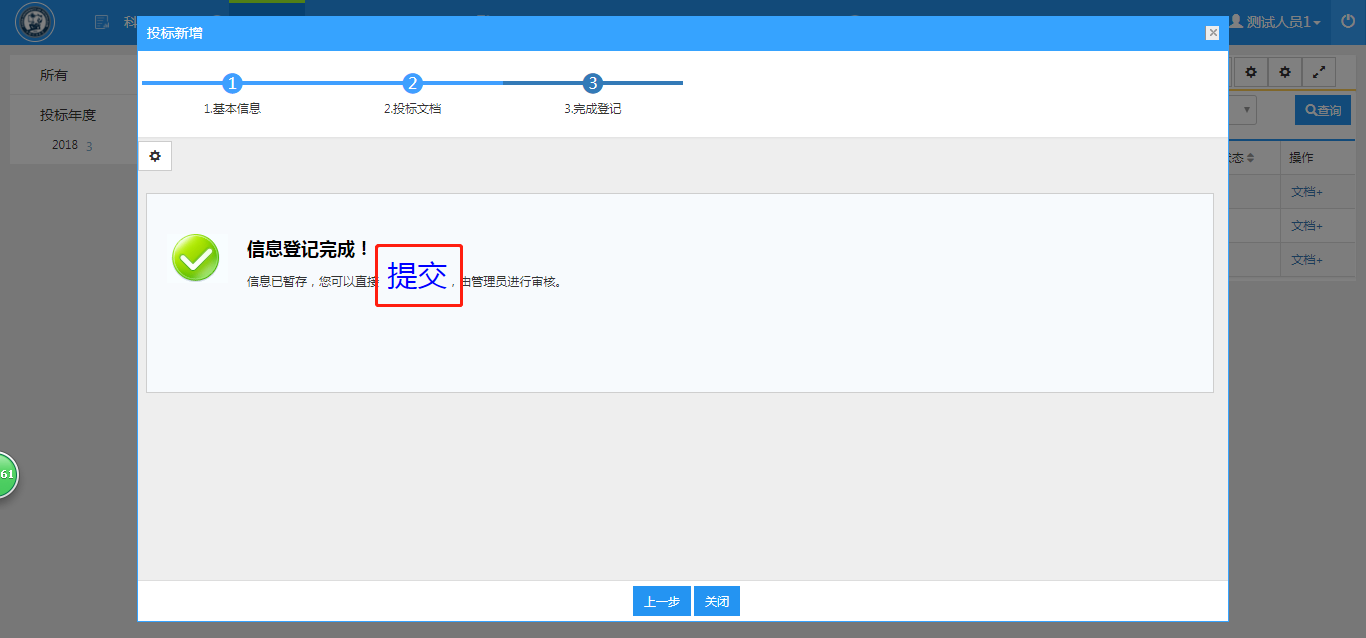 科
测试人员1
投标新增
所有
投标年度
2018 3
1
2
3
1.基本信息
2.投标文档
3.完成登记
查询
态
操作
文档+
文档+
文档+
信息登记完成！
信息已暂存，您可以直接 提交 ，由管理员进行审核。
61
上一步
关闭